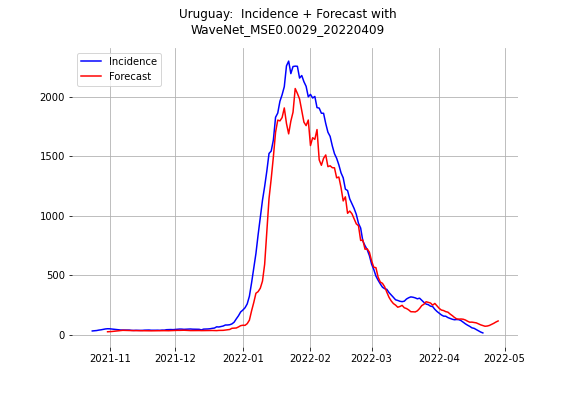 Uruguay:  Incidence + Forecast with
WaveNet_MSE0.0029_20220409
Incidence
Forecast
2000
1500
1000
500
0
2021-11 2021-12 2022-01 2022-02 2022-03 2022-04 2022-05